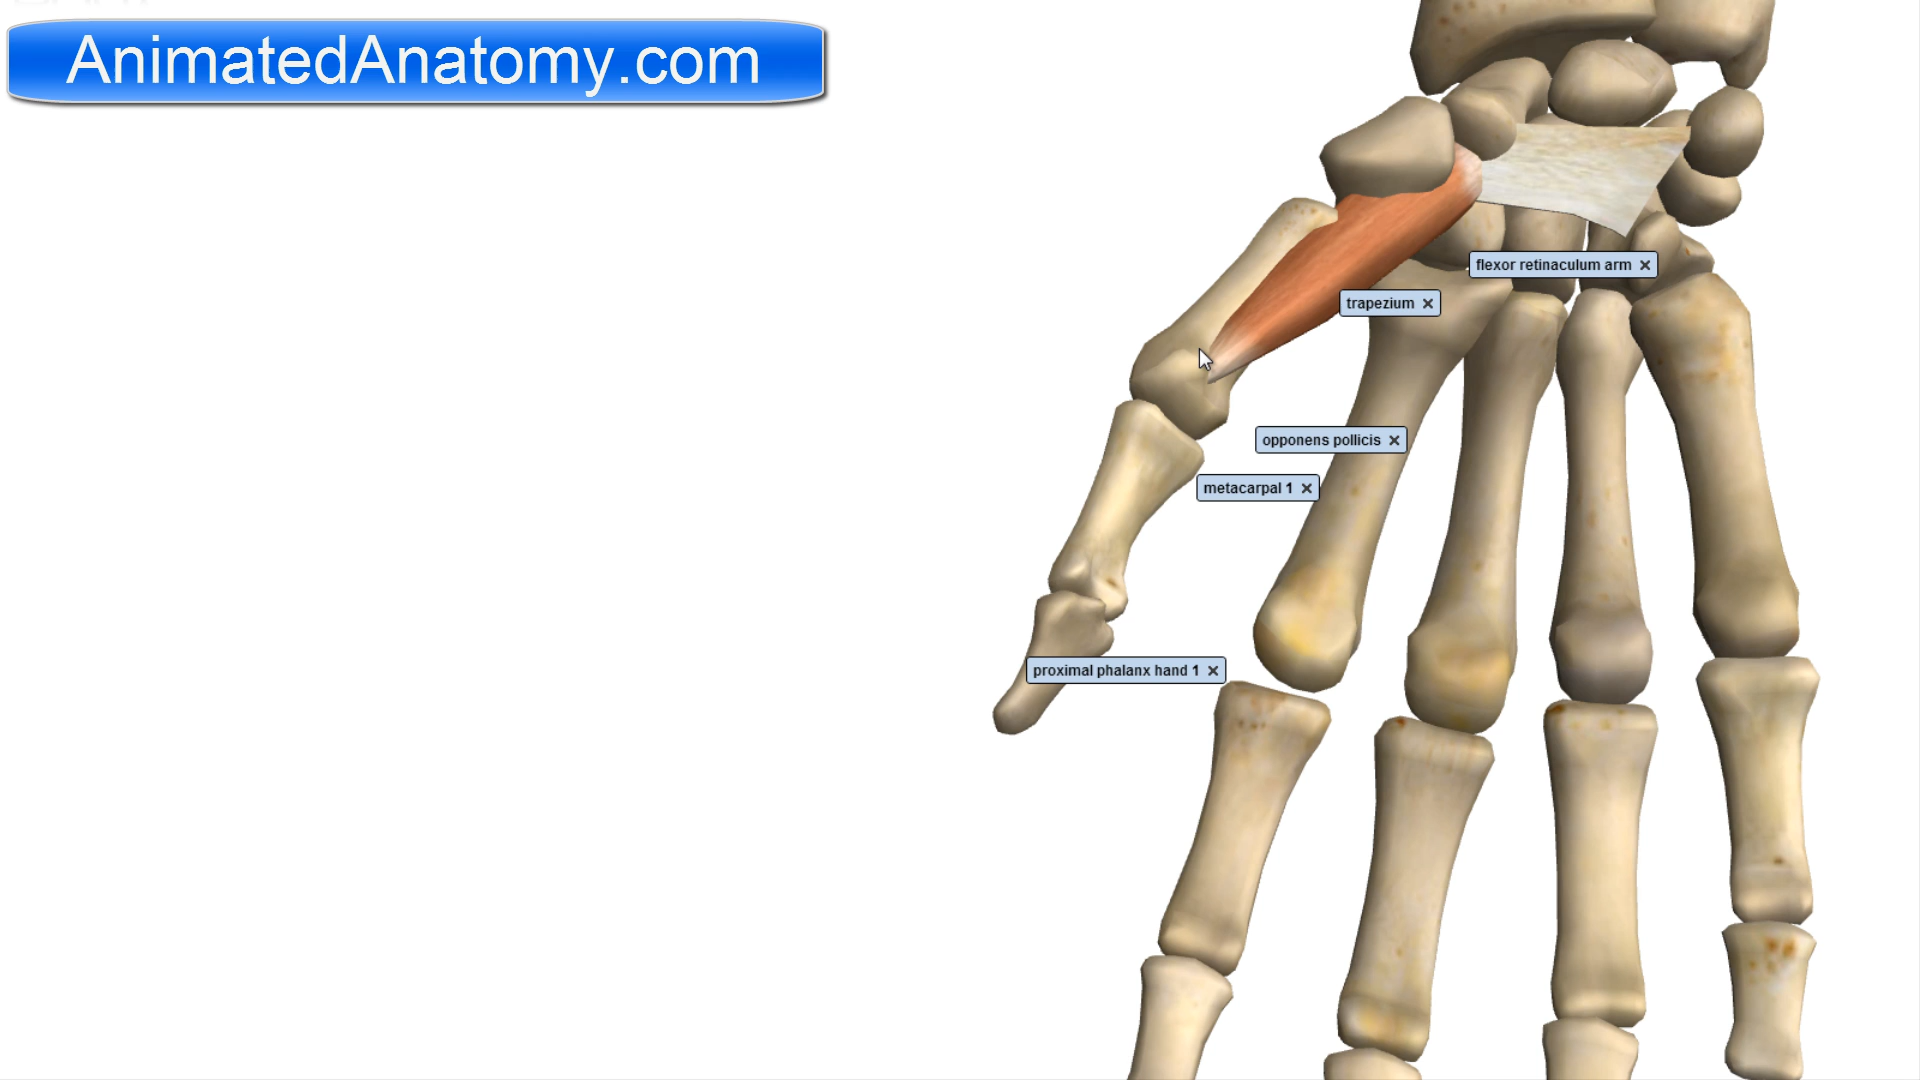 AnimatedAnatomy.com
flexor retinaculum arm
trapezium
opponens pollicis
metacarpal 1
proximal phalanx hand 1